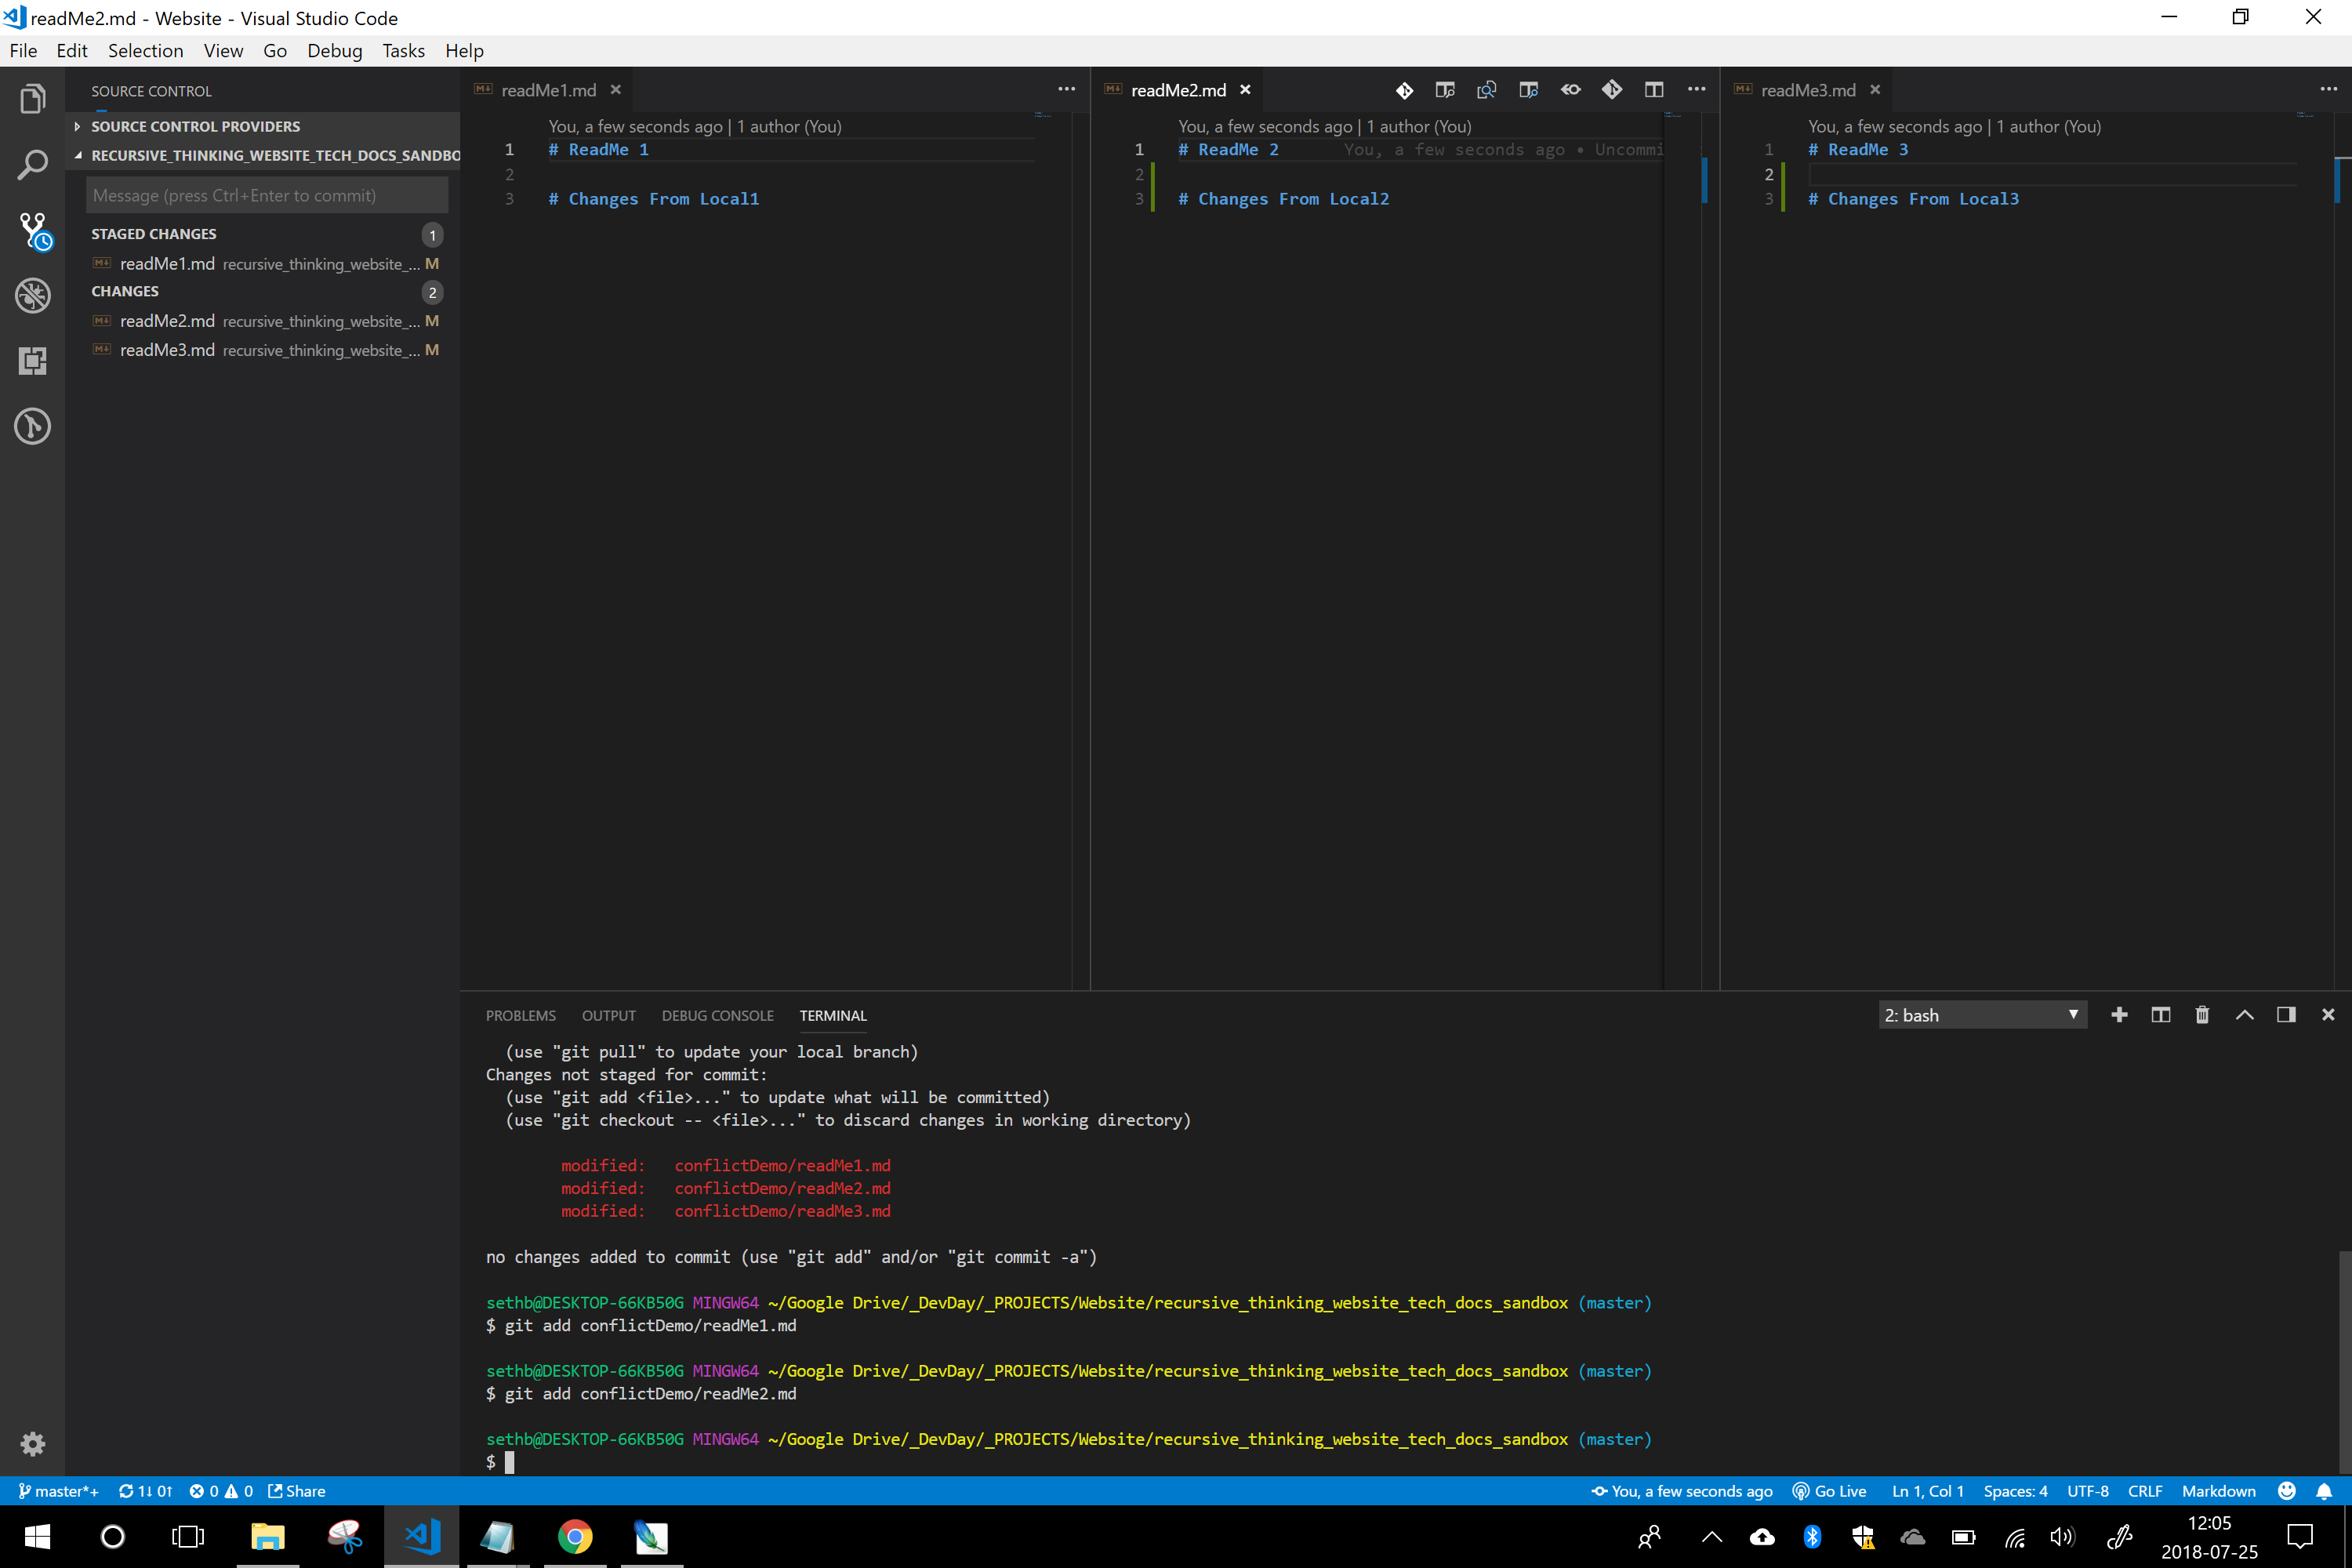 readMe2.md - Website - Visual Studio Code
File Edit Selection View Go Debug Tasks Help
SOURCE CONTROL
SOURCE CONTROL PROVIDERS
RECURSIVE_THINKING_WEBSITE_TECH_DOCS_SANDBO
Message (press Ctrl+Enter to commit)
STAGED CHANGES 1
readMe1.md recursive_thinking_website_... M
CHANGES 2
readMe2.md recursive_thinking_website_... M
readMe3.md recursive_thinking_website_... M
readMe1.md
You, a few seconds ago | 1 author (You)
1 # ReadMe 1
2
3 # Changes From Local1
readMe2.md
You, a few seconds ago | 1 author (You)
1 # ReadMe 2 You, a few seconds ago • Uncommi
2
3 # Changes From Local2
readMe3.md
You, a few seconds ago | 1 author (You)
1 # ReadMe 3
2
3 # Changes From Local3
PROBLEMS OUTPUT DEBUG CONSOLE TERMINAL
2: bash
(use "git pull" to update your local branch)
Changes not staged for commit:
(use "git add <file>..." to update what will be committed)
(use "git checkout -- <file>..." to discard changes in working directory)
modified: conflictDemo/readMe1.md
modified: conflictDemo/readMe2.md
modified: conflictDemo/readMe3.md
no changes added to commit (use "git add" and/or "git commit -a")
sethb@DESKTOP-66KB50G MINGW64 ~/Google Drive/_DevDay/_PROJECTS/Website/recursive_thinking_website_tech_docs_sandbox (master)
$ git add conflictDemo/readMe1.md
sethb@DESKTOP-66KB50G MINGW64 ~/Google Drive/_DevDay/_PROJECTS/Website/recursive_thinking_website_tech_docs_sandbox (master)
$ git add conflictDemo/readMe2.md
sethb@DESKTOP-66KB50G MINGW64 ~/Google Drive/_DevDay/_PROJECTS/Website/recursive_thinking_website_tech_docs_sandbox (master)
$
master*+ 1↓ 0↑ 0 0 Share You, a few seconds ago Go Live Ln 1, Col 1 Spaces: 4 UTF-8 CRLF Markdown
12:05
2018-07-25